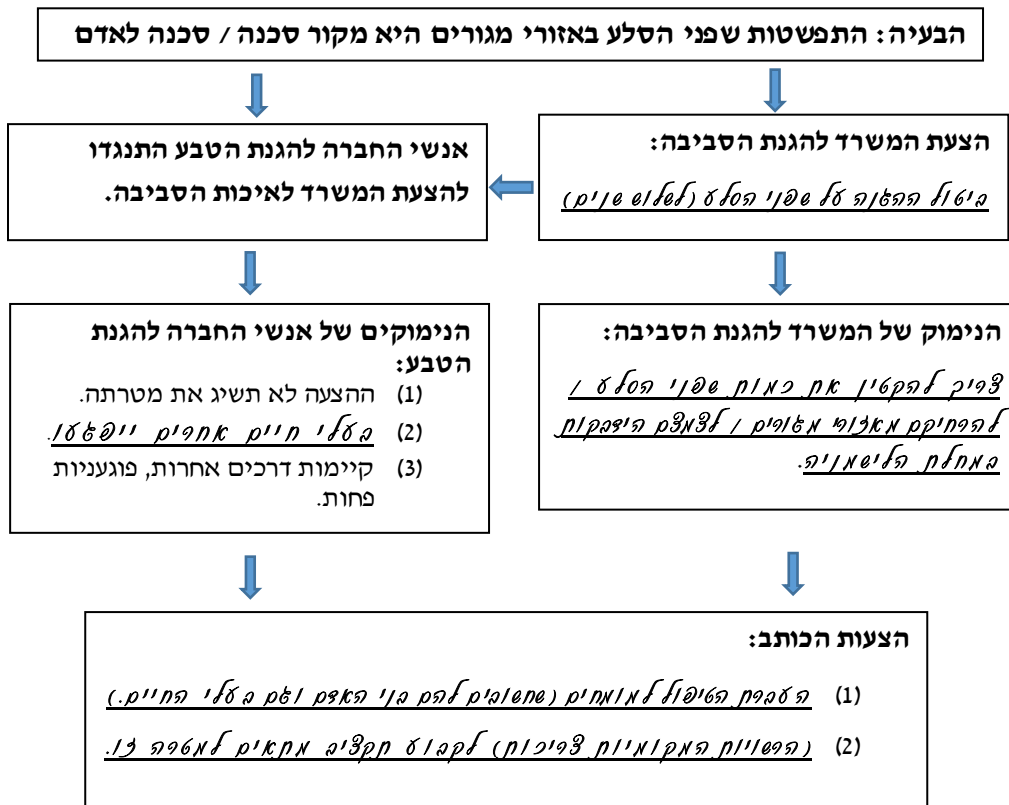 הבעיה: התפשטות שפני הסלע באזורי מגורים היא מקור סכנה / סכנה לאדם
הצעת המשרד להגנת הסביבה:
ביטול ההגנה על שפני הסלע (לשלוש שנים)
אנשי החברה להגנת הטבע התנגדו
להצעת המשרד לאיכות הסביבה.
הנימוק של המשרד להגנת הסביבה:
צריך להקטין את כמות שפני הסלע /
להרחיקם מאזורי מגורים / לצמצם הידבקות
במחלת הלישמניה.
הנימוקים של אנשי החברה להגנת
הטבע:
(1) ההצעה לא תשיג את מטרתה.
(2) בעלי חיים אחרים ייפגעו.
(3) קיימות דרכים אחרות, פוגעניות
פחות.
הצעות הכותב:
(1) העברת הטיפול למומחים (שחשובים להם בני האדם וגם בעלי החיים.)
(2) (הרשויות המקומיות צריכות) לקבוע תקציב מתאים למטרה זו.